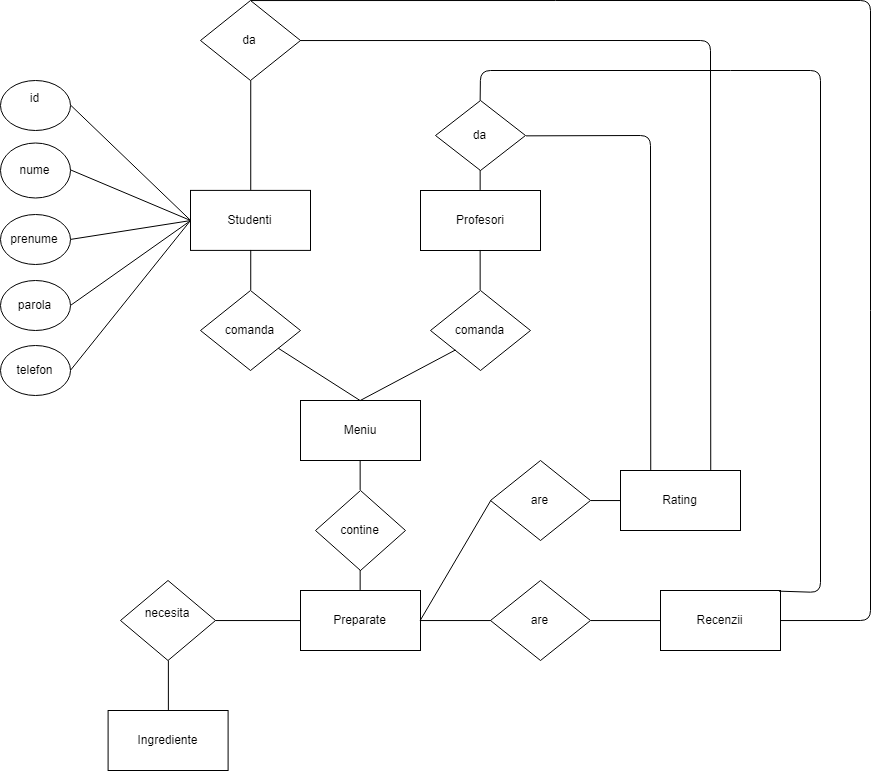 da
id
da
nume
Studenti
Profesori
prenume
parola
comanda
comanda
telefon
Meniu
are
Rating
contine
necesita
Preparate
are
Recenzii
Ingrediente